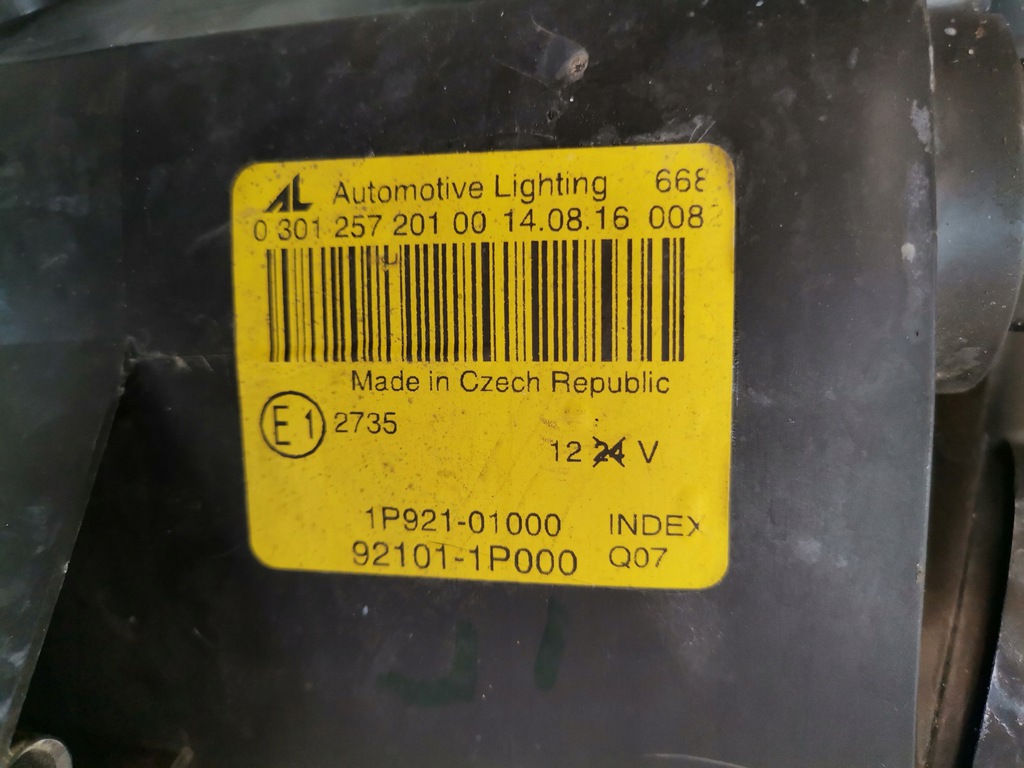 AL Automotive Lighting 668
0 301 257 201 00 14.08.16 0082
Made in Czech Republic
E1 2735
12 24 V
1P921-01000 INDEX
92101-1P000 Q07